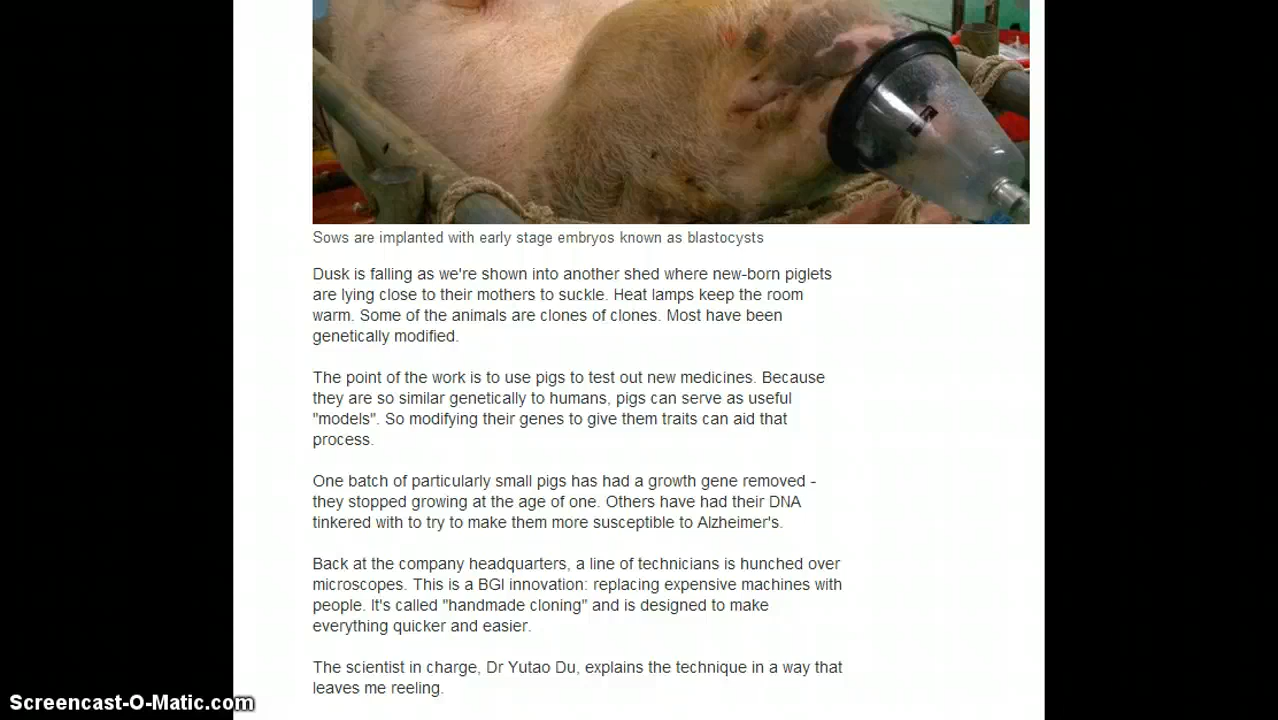 Sows are implanted with early stage embryos known as blastocysts
Dusk is falling as we're shown into another shed where new-born piglets
are lying close to their mothers to suckle. Heat lamps keep the room
warm. Some of the animals are clones of clones. Most have been
genetically modified.
The point of the work is to use pigs to test out new medicines. Because
they are so similar genetically to humans, pigs can serve as useful
"models". So modifying their genes to give them traits can aid that
process.
One batch of particularly small pigs has had a growth gene removed -
they stopped growing at the age of one. Others have had their DNA
tinkered with to try to make them more susceptible to Alzheimer's.
Back at the company headquarters, a line of technicians is hunched over
microscopes. This is a BGI innovation: replacing expensive machines with
people. It's called "handmade cloning" and is designed to make
everything quicker and easier.
The scientist in charge, Dr Yutao Du, explains the technique in a way that
leaves me reeling.
Screencast-O-Matic.com